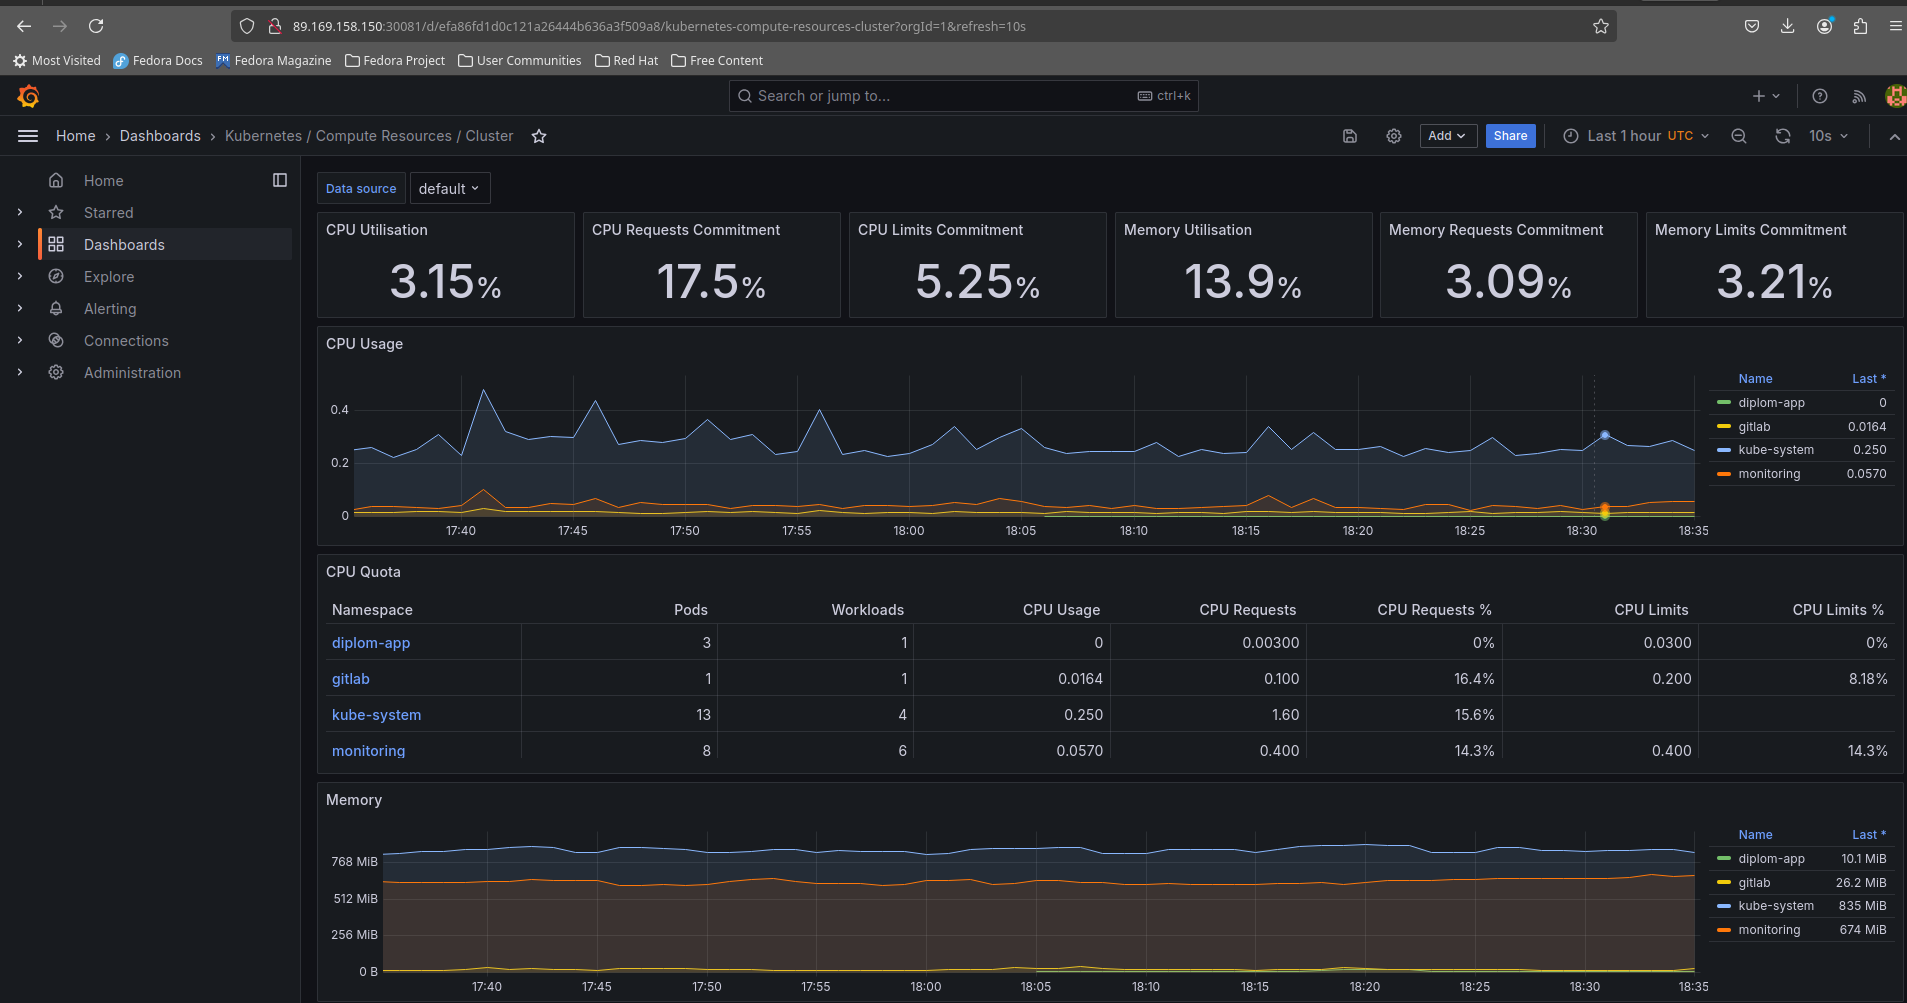 89.169.158.150:30081/d/efa86fd1d0c121a26444b636a3f509a8/kubernetes-compute-resources-cluster?orgId=1&refresh=10s
Most Visited Fedora Docs FM Fedora Magazine Fedora Project User Communities Red Hat Free Content
Search or jump to... ctrl+k
Home › Dashboards › Kubernetes / Compute Resources / Cluster Add Share Last 1 hour UTC 10s
Home
Starred
Dashboards
Explore
Alerting
Connections
Administration
Data source default
CPU Utilisation CPU Requests Commitment CPU Limits Commitment Memory Utilisation Memory Requests Commitment Memory Limits Commitment
3.15% 17.5% 5.25% 13.9% 3.09% 3.21%
CPU Usage
0.4
0.2
0
17:40 17:45 17:50 17:55 18:00 18:05 18:10 18:15 18:20 18:25 18:30 18:35
Name Last *
diplom-app 0
gitlab 0.0164
kube-system 0.250
monitoring 0.0570
CPU Quota
Namespace Pods Workloads CPU Usage CPU Requests CPU Requests % CPU Limits CPU Limits %
diplom-app 3 1 0 0.00300 0% 0.0300 0%
gitlab 1 1 0.0164 0.100 16.4% 0.200 8.18%
kube-system 13 4 0.250 1.60 15.6%
monitoring 8 6 0.0570 0.400 14.3% 0.400 14.3%
Memory
768 MiB
512 MiB
256 MiB
0 B
17:40 17:45 17:50 17:55 18:00 18:05 18:10 18:15 18:20 18:25 18:30 18:35
Name Last *
diplom-app 10.1 MiB
gitlab 26.2 MiB
kube-system 835 MiB
monitoring 674 MiB